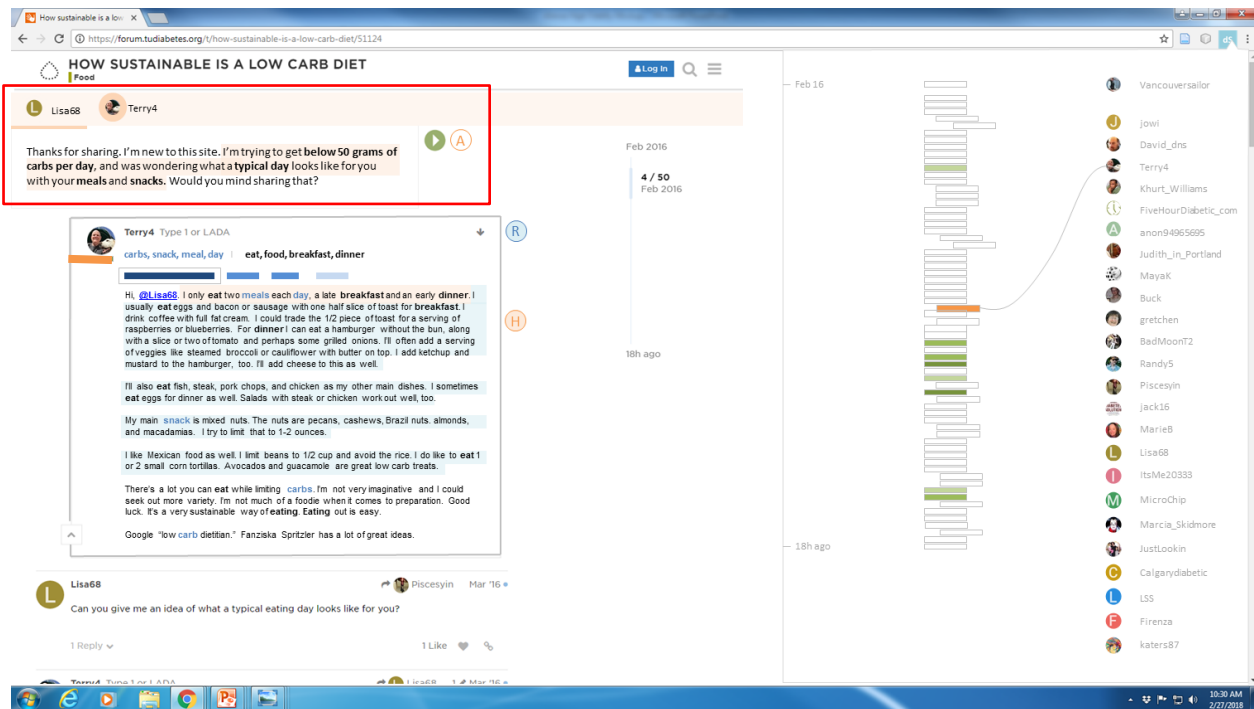 How sustainable is a low
https://forum.tudiabetes.org/t/how-sustainable-is-a-low-carb-diet/51124
dS
HOW SUSTAINABLE IS A LOW CARB DIET
Food
Log In
L Lisa68
Terry4
A
Thanks for sharing. I'm new to this site. I'm trying to get below 50 grams of
carbs per day, and was wondering what a typical day looks like for you
with your meals and snacks. Would you mind sharing that?
Feb 2016
4 / 50
Feb 2016
18h ago
Terry4 Type 1 or LADA
R
carbs, snack, meal, day | eat, food, breakfast, dinner
Hi, @Lisa68. I only eat two meals each day, a late breakfast and an early dinner. I
usually eat eggs and bacon or sausage with one half slice of toast for breakfast. I
drink coffee with full fat cream. I could trade the 1/2 piece of toast for a serving of
raspberries or blueberries. For dinner I can eat a hamburger without the bun, along
with a slice or two of tomato and perhaps some grilled onions. I'll often add a serving
of veggies like steamed broccoli or cauliflower with butter on top. I add ketchup and
mustard to the hamburger, too. I'll add cheese to this as well.
H
I'll also eat fish, steak, pork chops, and chicken as my other main dishes. I sometimes
eat eggs for dinner as well. Salads with steak or chicken work out well, too.
My main snack is mixed nuts. The nuts are pecans, cashews, Brazil nuts. almonds,
and macadamias. I try to limit that to 1-2 ounces.
I like Mexican food as well. I limit beans to 1/2 cup and avoid the rice. I do like to eat 1
or 2 small corn tortillas. Avocados and guacamole are great low carb treats.
There's a lot you can eat while limiting carbs. I'm not very imaginative and I could
seek out more variety. I'm not much of a foodie when it comes to preparation. Good
luck. It's a very sustainable way of eating. Eating out is easy.
Google "low carb dietitian." Fanziska Spritzler has a lot of great ideas.
L
Lisa68
Piscesyin Mar '16
Can you give me an idea of what a typical eating day looks like for you?
1 Reply
1 Like
Terry4 Type 1 or LADA
L Lisa68 1 Mar '16
Feb 16
18h ago
Vancouversailor
J jowi
David_dns
Terry4
Khurt_Williams
FiveHourDiabetic_com
A anon94965695
Judith_in_Portland
MayaK
Buck
gretchen
BadMoonT2
Randy5
Piscesyin
jack16
MarieB
L Lisa68
I ItsMe20333
M MicroChip
Marcia_Skidmore
JustLookin
C Calgarydiabetic
L LSS
F Firenza
katers87
10:30 AM
2/27/2018